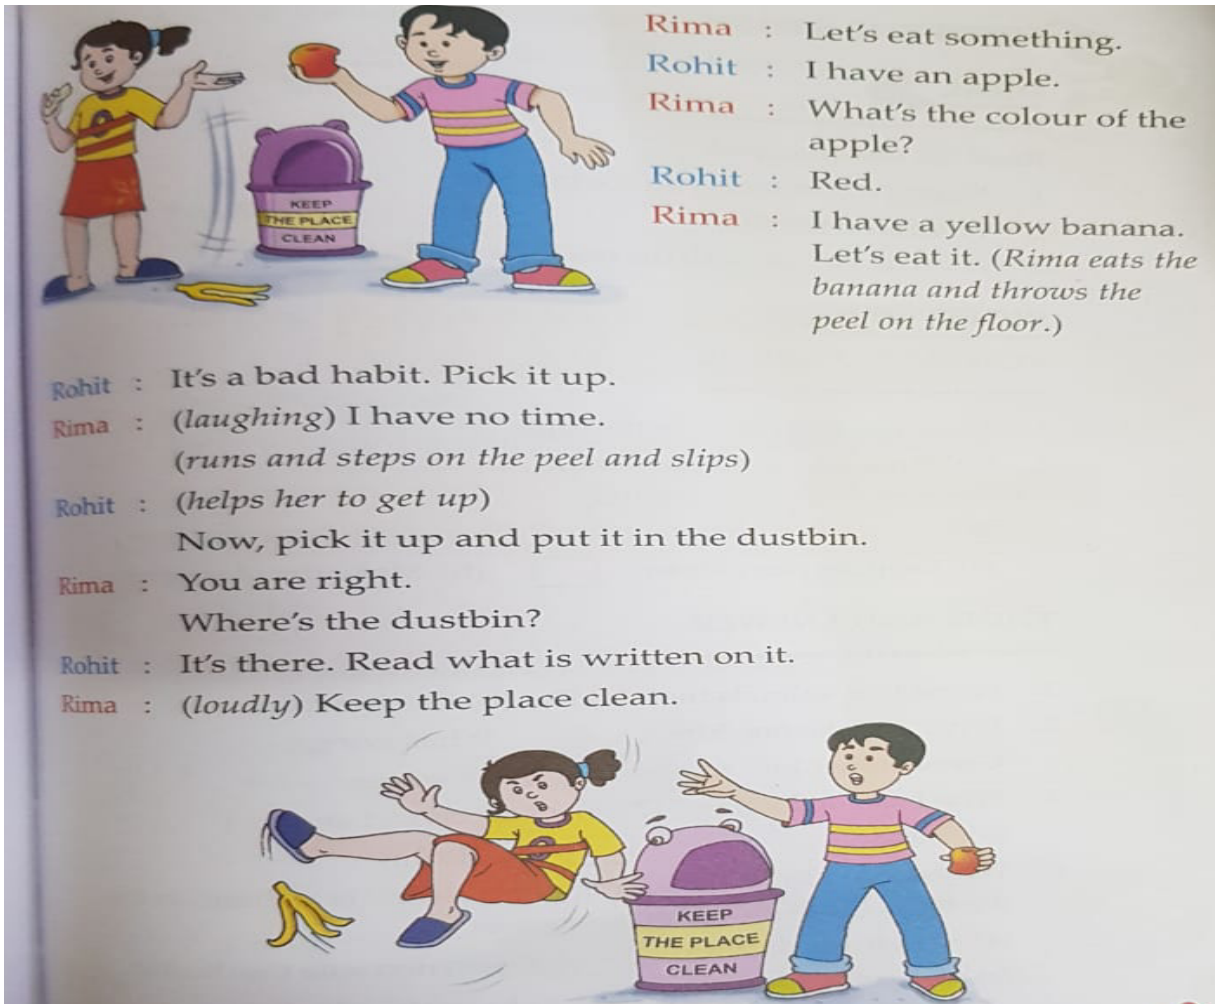 Rima : Let's eat something.
Rohit : I have an apple.
Rima : What's the colour of the
apple?
Rohit : Red.
Rima : I have a yellow banana.
Let's eat it. (Rima eats the
banana and throws the
peel on the floor.)
KEEP
THE PLACE
CLEAN
Rohit : It's a bad habit. Pick it up.
Rima : (laughing) I have no time.
(runs and steps on the peel and slips)
Rohit : (helps her to get up)
Now, pick it up and put it in the dustbin.
Rima : You are right.
Where's the dustbin?
Rohit : It's there. Read what is written on it.
Rima : (loudly) Keep the place clean.
KEEP
THE PLACE
CLEAN